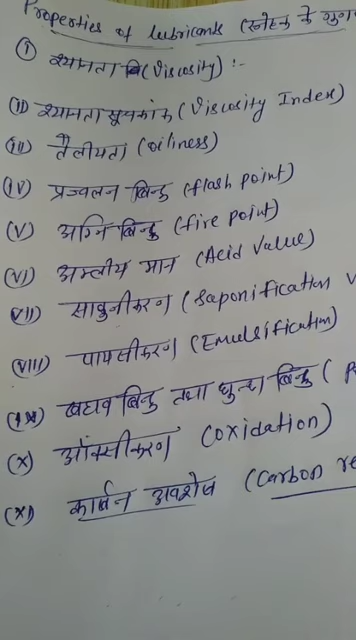 Properties of lubricants (स्नेहक के गुण
(I) श्यानता (Viscosity) :-
(II) श्यानता सूचकांक (Viscosity Index)
(III) तैलीयता (oiliness)
(IV) प्रज्वलन बिन्दु (flash point)
(V) अग्नि बिन्दु (fire point)
(VI) अम्लीय मान (Acid Value)
(VII) साबुनीकरण (Saponification V
(VIII) पायसीकरण (Emulsification)
(IX) बिन्दु तथा बिन्दु (P
(X) ऑक्सीकरण (oxidation)
(XI) कार्बन अवशेष (Carbon re